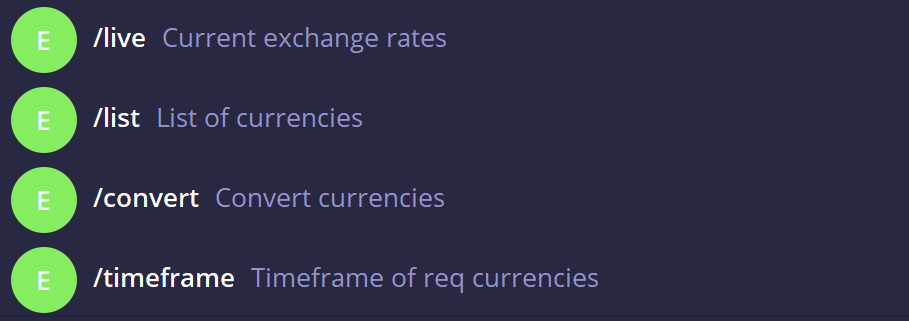 E /live Current exchange rates
E /list List of currencies
E /convert Convert currencies
E /timeframe Timeframe of req currencies